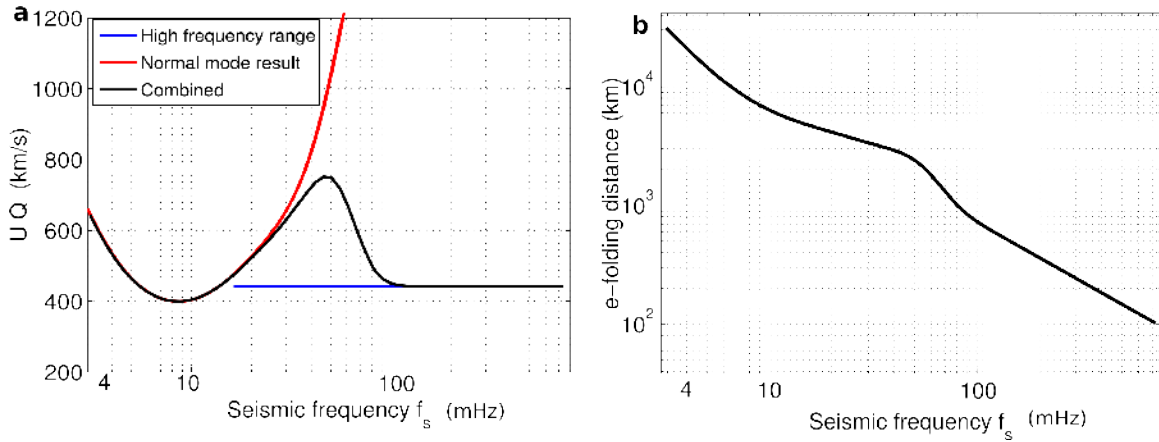 a
1200
1000
800
600
400
200
U Q (km/s)
High frequency range
Normal mode result
Combined
4
10
100
Seismic frequency f_s (mHz)
b
10^4
10^3
10^2
e-folding distance (km)
4
10
100
Seismic frequency f_s (mHz)